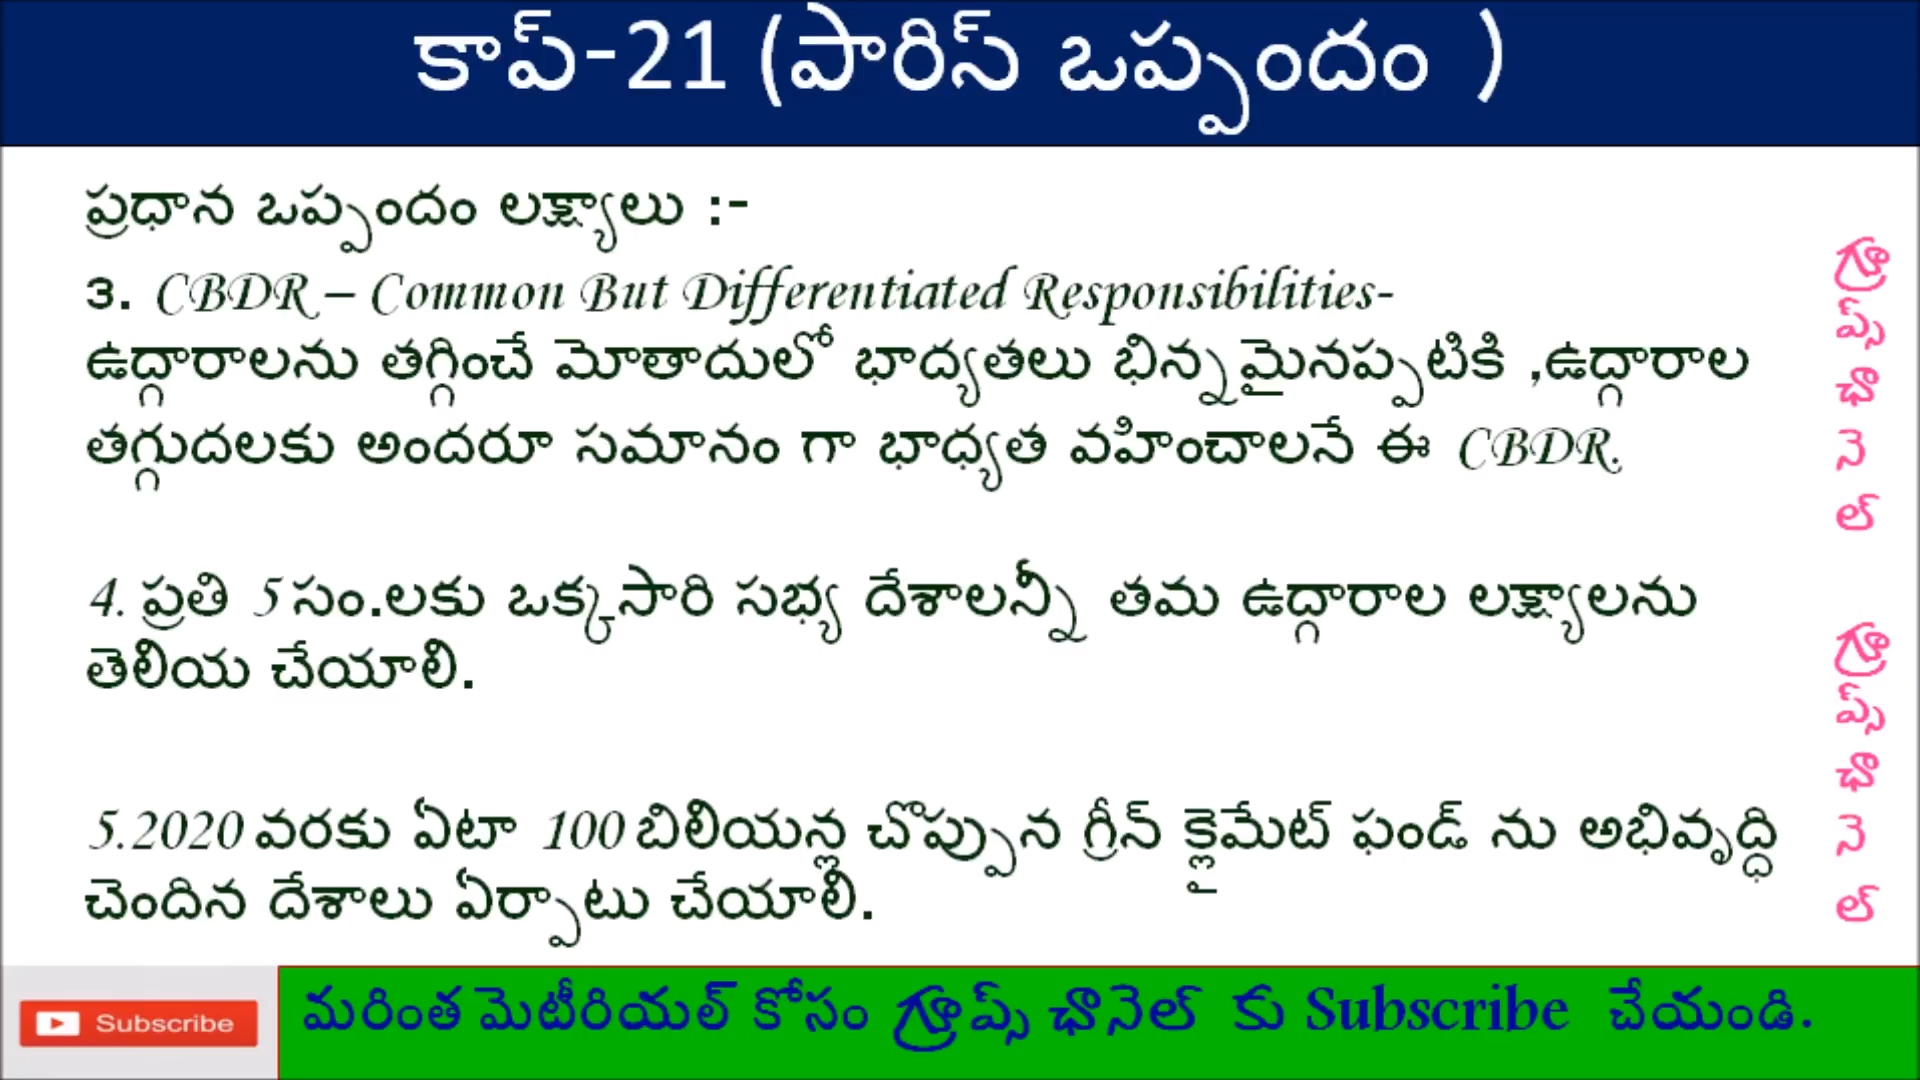 కాప్-21 (పారిస్ ఒప్పందం )
ప్రధాన ఒప్పందం లక్ష్యాలు :-
3. CBDR – Common But Differentiated Responsibilities-
ఉద్గారాలను తగ్గించే మోతాదులో భాద్యతలు భిన్నమైనప్పటికి ,ఉద్గారాల
తగ్గుదలకు అందరూ సమానం గా భాధ్యత వహించాలనే ఈ CBDR.
4. ప్రతి 5సం.లకు ఒక్కసారి సభ్య దేశాలన్నీ తమ ఉద్గారాల లక్ష్యాలను
తెలియ చేయాలి.
5.2020 వరకు ఏటా 100 బిలియన్ల చొప్పున గ్రీన్ క్లైమేట్ ఫండ్ ను అభివృద్ధి
చెందిన దేశాలు ఏర్పాటు చేయాలి.
గ్రూప్స్ ఛానెల్
గ్రూప్స్ ఛానెల్
Subscribe
మరింత మెటీరియల్ కోసం గ్రూప్స్ ఛానెల్ కు Subscribe చేయండి.